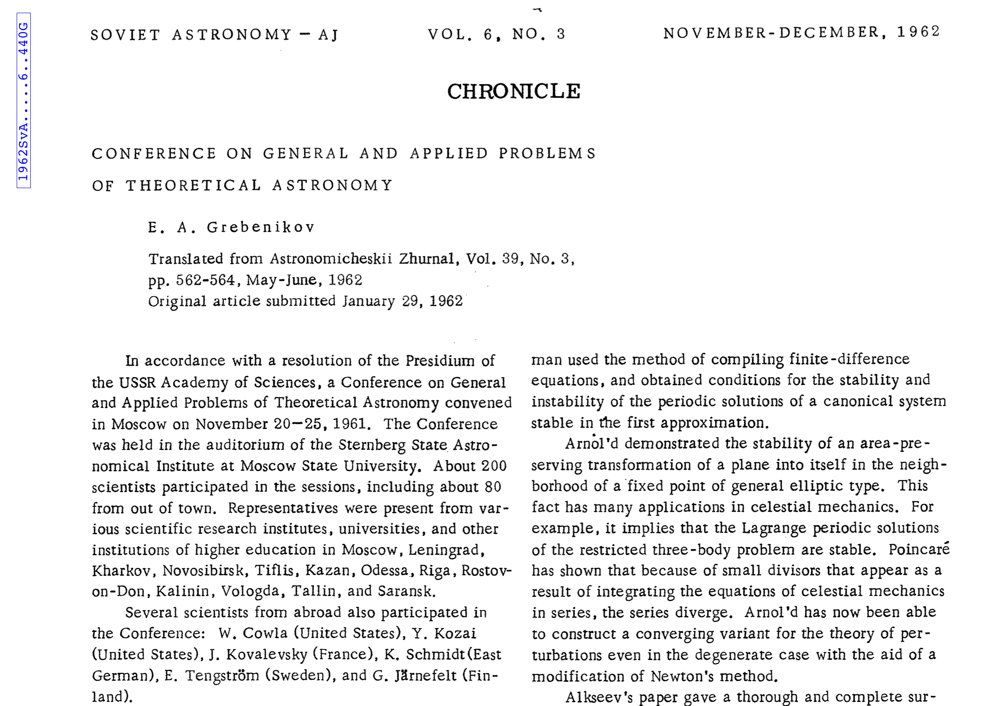 1962SvA.....6..440G
SOVIET ASTRONOMY — AJ VOL. 6, NO. 3 NOVEMBER-DECEMBER, 1962
CHRONICLE
CONFERENCE ON GENERAL AND APPLIED PROBLEMS
OF THEORETICAL ASTRONOMY
E. A. Grebenikov
Translated from Astronomicheskii Zhurnal, Vol. 39, No. 3,
pp. 562-564, May-June, 1962
Original article submitted January 29, 1962
In accordance with a resolution of the Presidium of
the USSR Academy of Sciences, a Conference on General
and Applied Problems of Theoretical Astronomy convened
in Moscow on November 20—25, 1961. The Conference
was held in the auditorium of the Sternberg State Astro-
nomical Institute at Moscow State University. About 200
scientists participated in the sessions, including about 80
from out of town. Representatives were present from var-
ious scientific research institutes, universities, and other
institutions of higher education in Moscow, Leningrad,
Kharkov, Novosibirsk, Tiflis, Kazan, Odessa, Riga, Rostov-
on-Don, Kalinin, Vologda, Tallin, and Saransk.
Several scientists from abroad also participated in
the Conference: W. Cowla (United States), Y. Kozai
(United States), J. Kovalevsky (France), K. Schmidt(East
German), E. Tengström (Sweden), and G. Järnefelt (Fin-
land).
man used the method of compiling finite-difference
equations, and obtained conditions for the stability and
instability of the periodic solutions of a canonical system
stable in the first approximation.
Arnol'd demonstrated the stability of an area-pre-
serving transformation of a plane into itself in the neigh-
borhood of a fixed point of general elliptic type. This
fact has many applications in celestial mechanics. For
example, it implies that the Lagrange periodic solutions
of the restricted three-body problem are stable. Poincaré
has shown that because of small divisors that appear as a
result of integrating the equations of celestial mechanics
in series, the series diverge. Arnol'd has now been able
to construct a converging variant for the theory of per-
turbations even in the degenerate case with the aid of a
modification of Newton's method.
Alkseev's paper gave a thorough and complete sur-